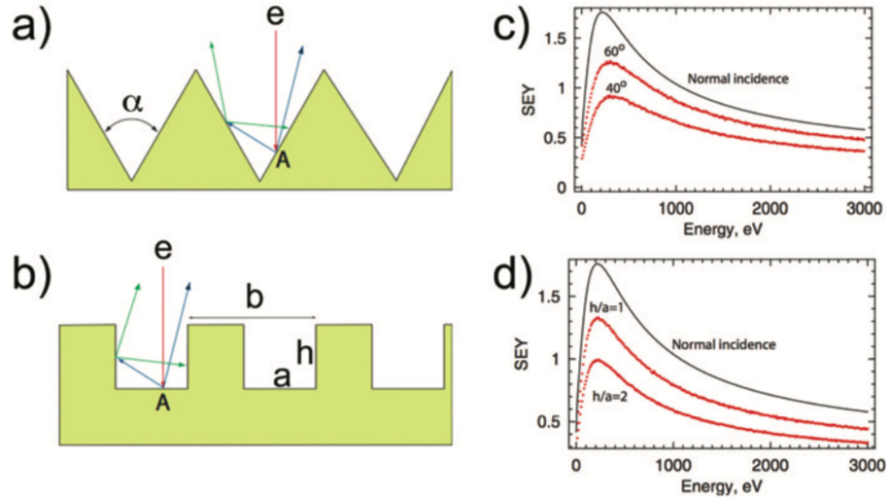 a)
e
α
A
b)
e
b
h
a
A
c)
SEY
1.5
1
0.5
0
60°
40°
Normal incidence
0 1000 2000 3000
Energy, eV
d)
SEY
1.5
1
0.5
h/a=1
h/a=2
Normal incidence
0 1000 2000 3000
Energy, eV